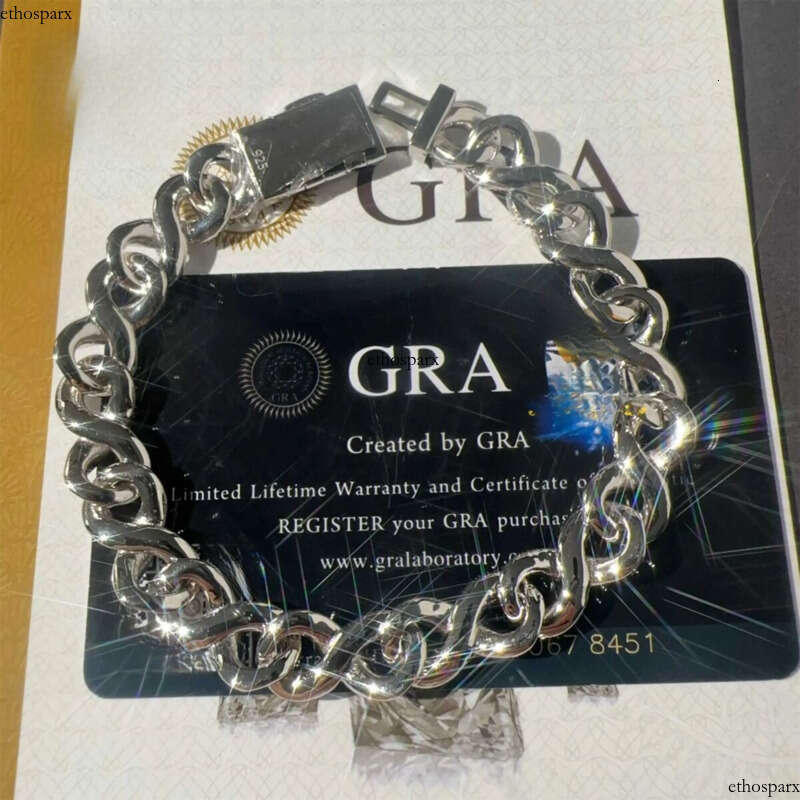 ethosparx
.925
GRA
GRA
ethosparx
GRA
Created by GRA
Limited Lifetime Warranty and Certificate
REGISTER your GRA
www.gralaboratory.
067 8451
ethosparx